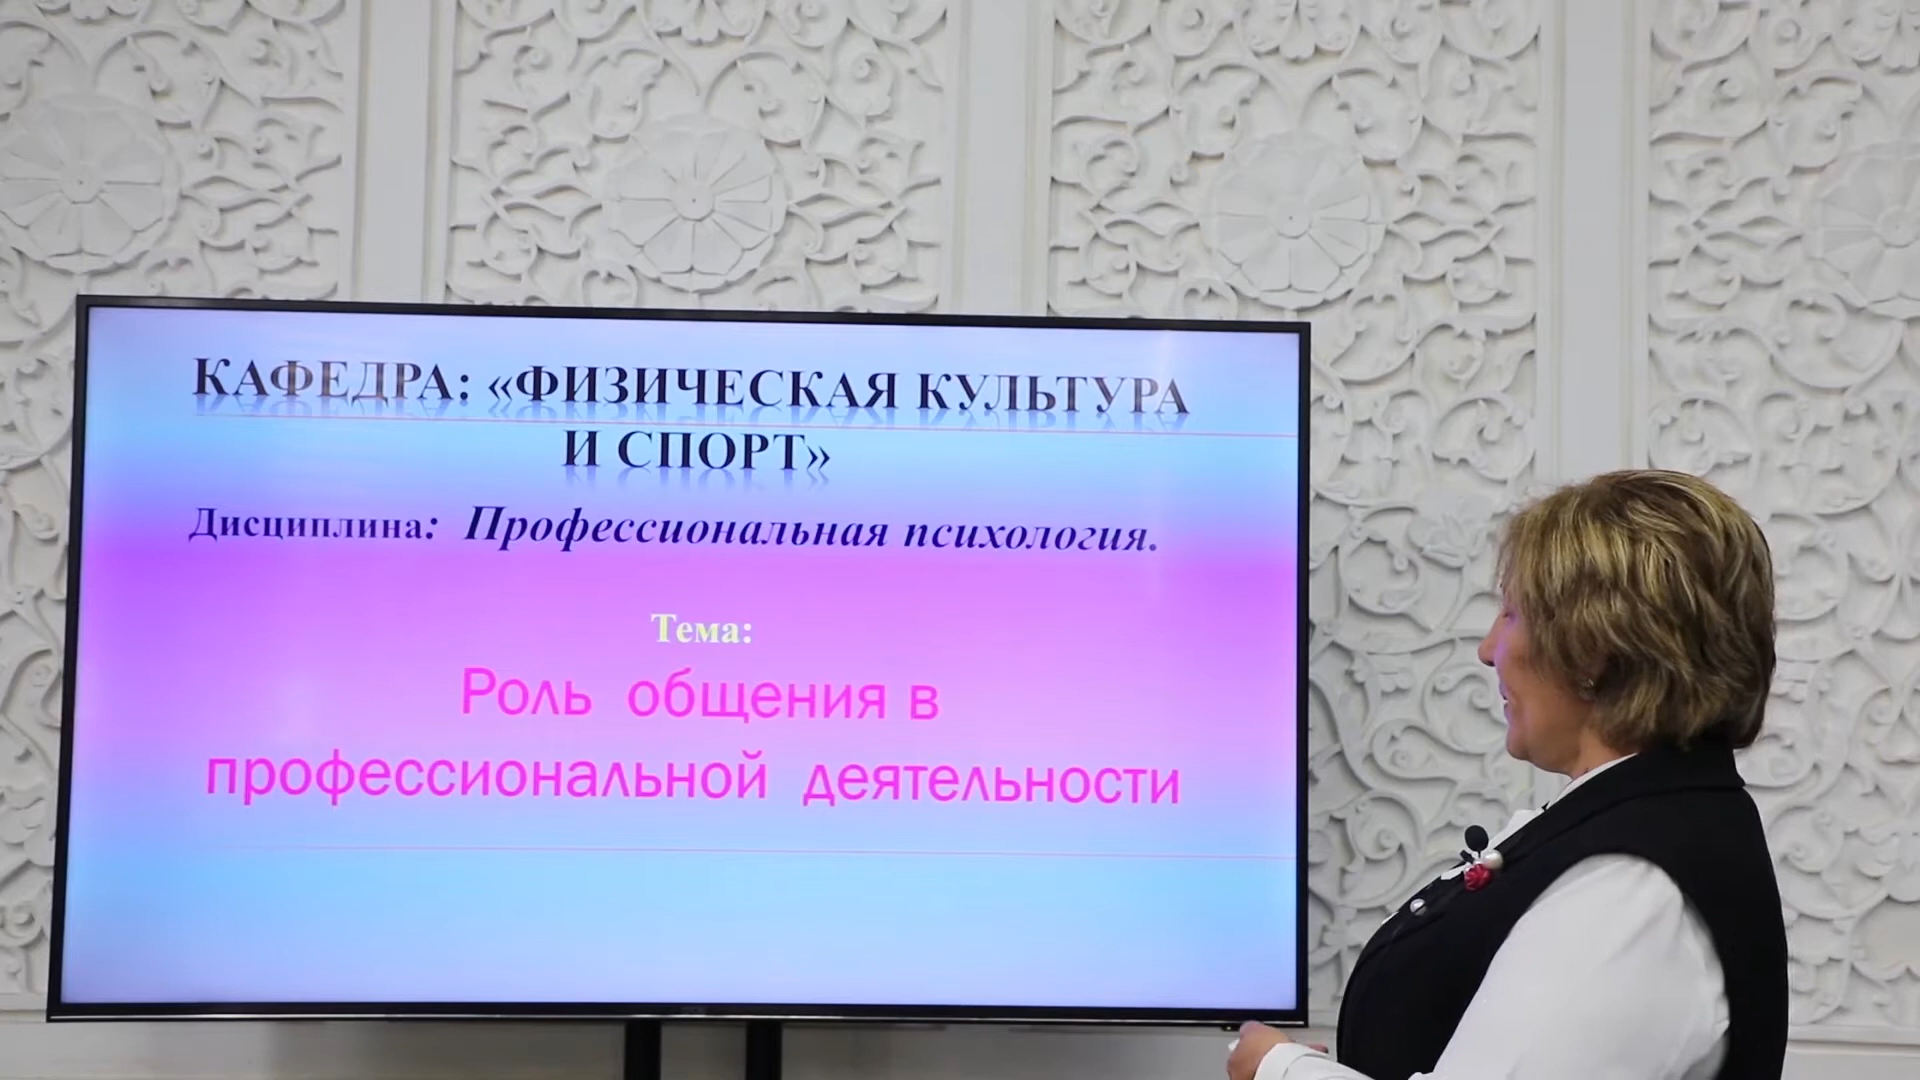 КАФЕДРА: «ФИЗИЧЕСКАЯ КУЛЬТУРА
И СПОРТ»
Дисциплина: Профессиональная психология.
Тема:
Роль общения в
профессиональной деятельности